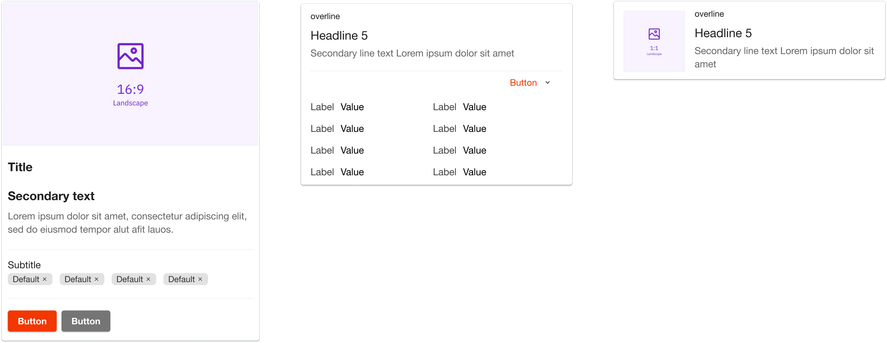 16:9
Landscape
Title
Secondary text
Lorem ipsum dolor sit amet, consectetur adipiscing elit,
sed do eiusmod tempor alut afit lauos.
Subtitle
Default × Default × Default × Default ×
Button Button
overline
Headline 5
Secondary line text Lorem ipsum dolor sit amet
Button
Label Value Label Value
Label Value Label Value
Label Value Label Value
Label Value Label Value
1:1
Landscape
overline
Headline 5
Secondary line text Lorem ipsum dolor sit
amet